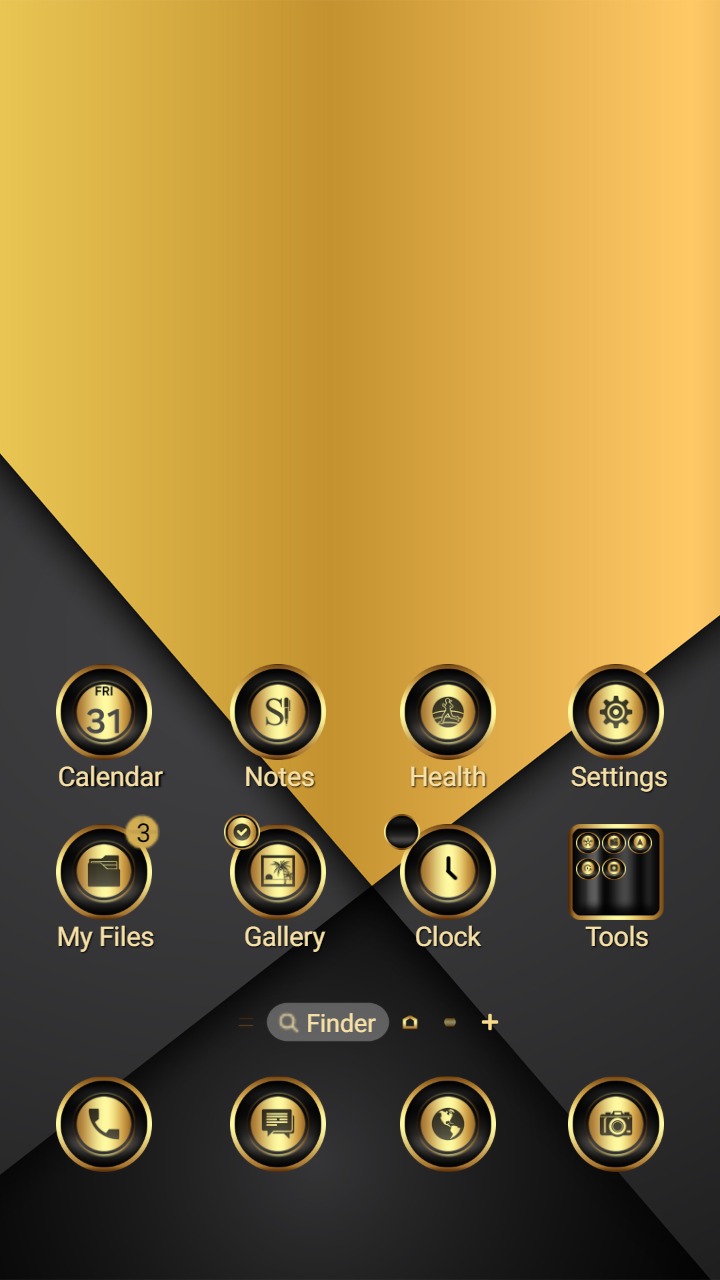 FRI
31
S
Calendar
Notes
Health
Settings
3
My Files
Gallery
Clock
Tools
Finder